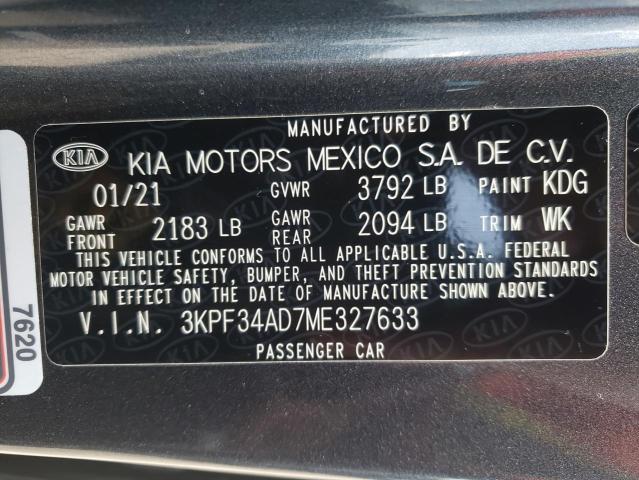 MANUFACTURED BY
KIA KIA MOTORS MEXICO S.A. DE C.V.
01/21 GVWR 3792 LB PAINT KDG
GAWR FRONT 2183 LB GAWR REAR 2094 LB TRIM WK
THIS VEHICLE CONFORMS TO ALL APPLICABLE U.S.A. FEDERAL
MOTOR VEHICLE SAFETY, BUMPER, AND THEFT PREVENTION STANDARDS
IN EFFECT ON THE DATE OF MANUFACTURE SHOWN ABOVE.
V.I.N. 3KPF34AD7ME327633
PASSENGER CAR
7620